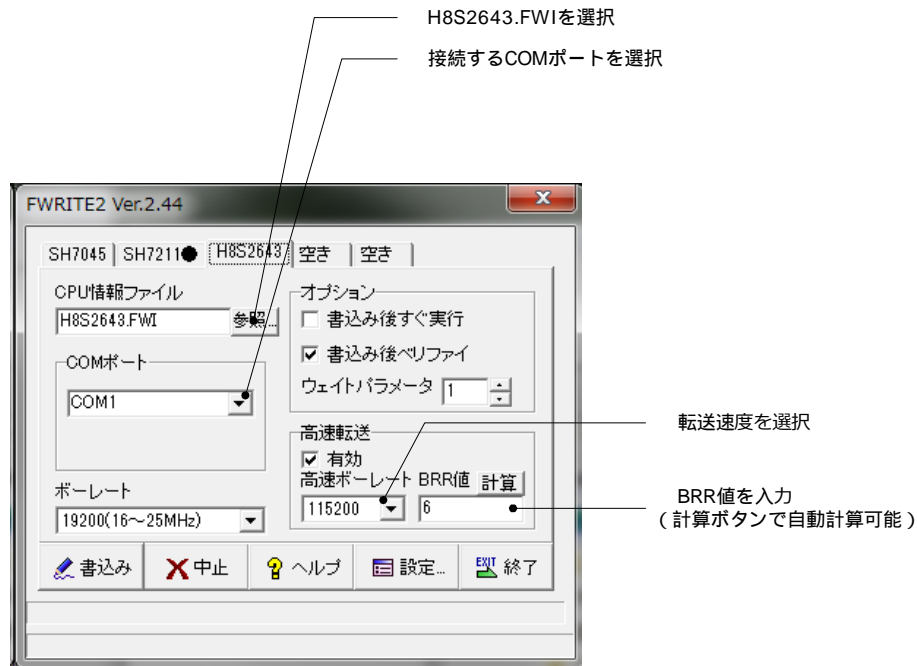 H8S2643.FWIを選択
接続するCOMポートを選択
FWRITE2 Ver.2.44
SH7045 SH7211● H8S2643 空き 空き
CPU情報ファイル
H8S2643.FWI 参照...
COMポート
COM1
ボーレート
19200(16～25MHz)
オプション
書込み後すぐ実行
書込み後ベリファイ
ウェイトパラメータ 1
高速転送
有効
高速ボーレート BRR値 計算
115200 6
転送速度を選択
BRR値を入力
(計算ボタンで自動計算可能)
書込み 中止 ヘルプ 設定... EXIT 終了